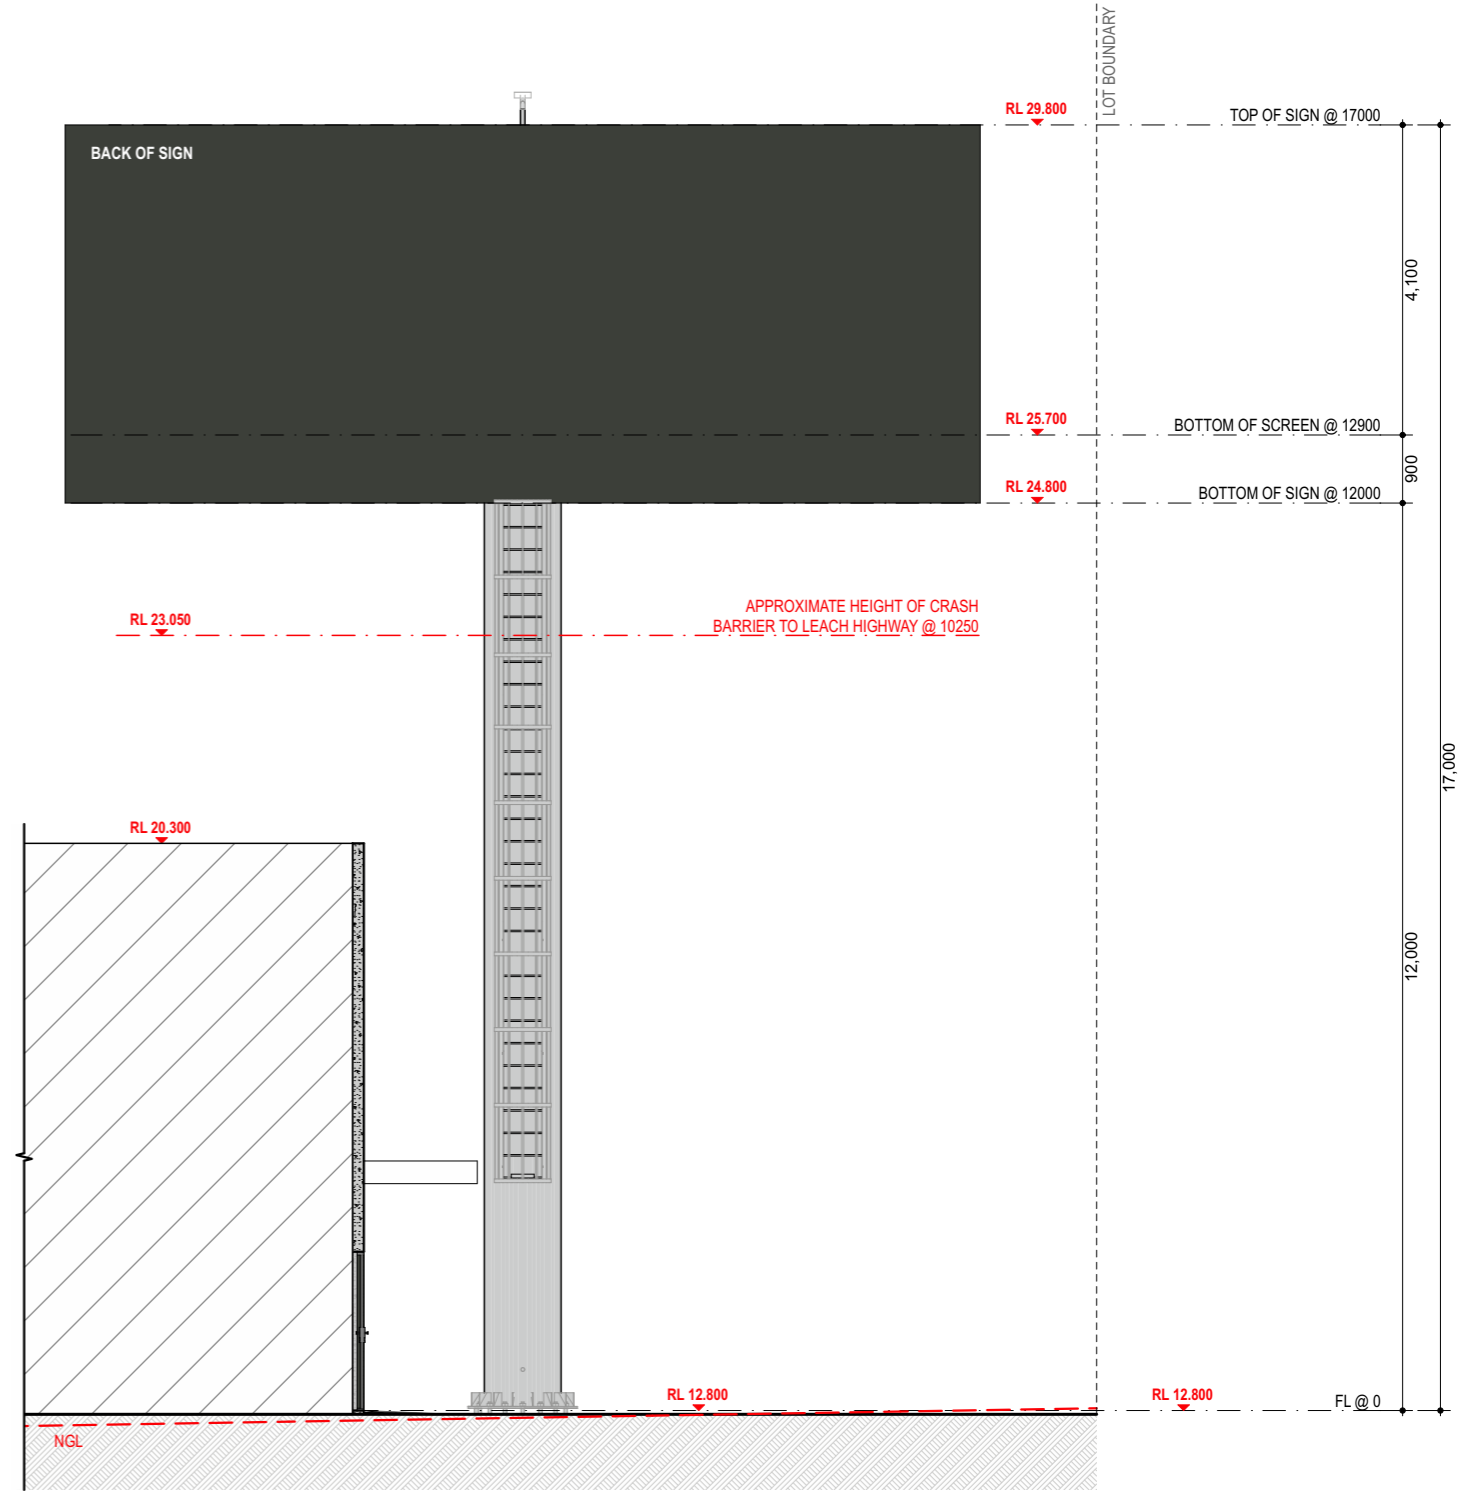 LOT BOUNDARY
RL 29.800
TOP OF SIGN @ 17000
BACK OF SIGN
4,100
RL 25.700
BOTTOM OF SCREEN @ 12900
900
RL 24.800
BOTTOM OF SIGN @ 12000
APPROXIMATE HEIGHT OF CRASH
BARRIER TO LEACH HIGHWAY @ 10250
RL 23.050
17,000
RL 20.300
12,000
RL 12.800
RL 12.800
FL @ 0
NGL